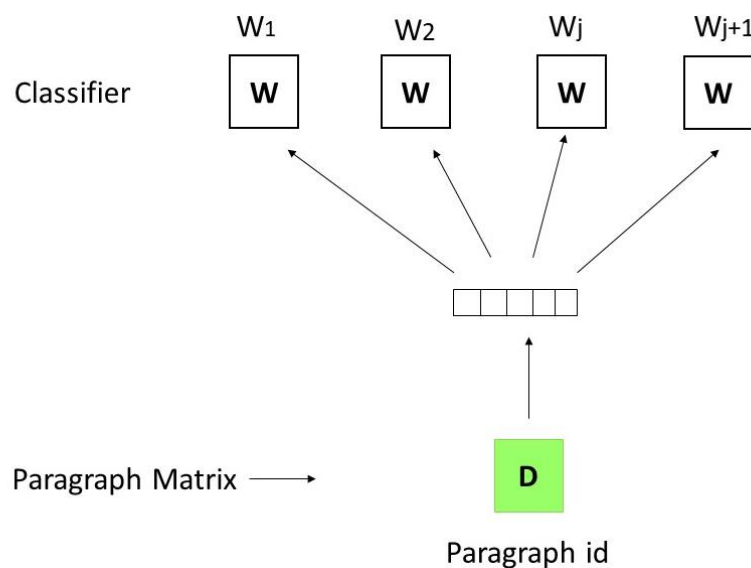 W1 W2 Wj Wj+1
Classifier W W W W
Paragraph Matrix D
Paragraph id